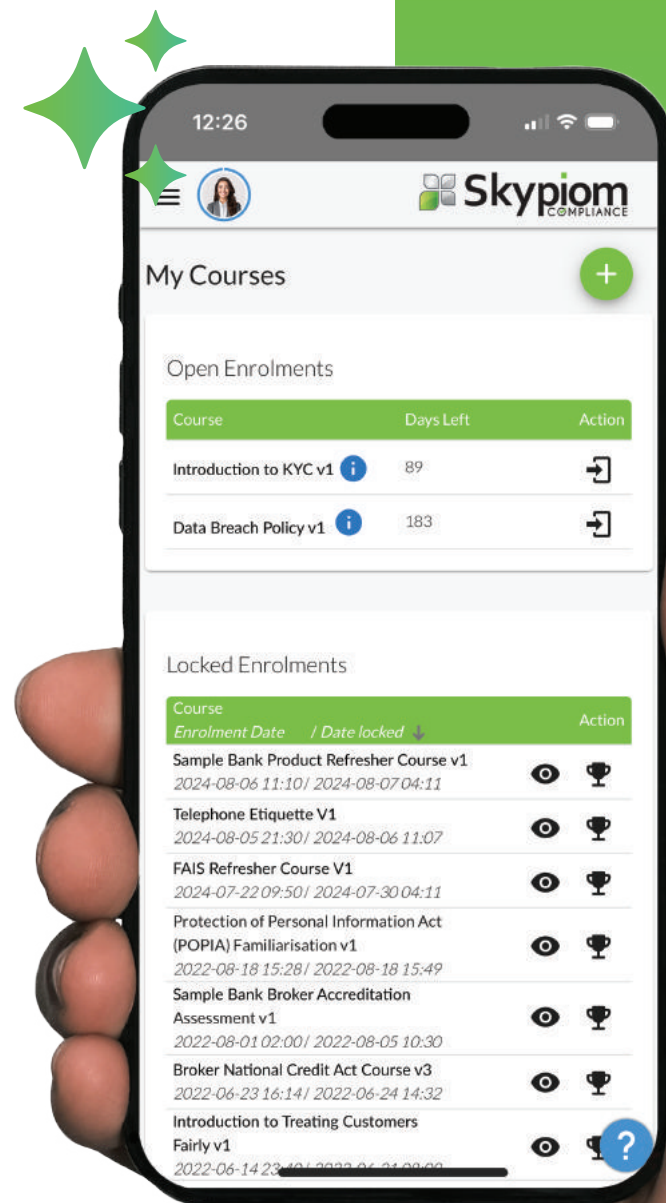 12:26
Skypiom
COMPLIANCE
My Courses
+
Open Enrolments
Course Days Left Action
Introduction to KYC v1 i 89
Data Breach Policy v1 i 183
Locked Enrolments
Course
Enrolment Date / Date locked Action
Sample Bank Product Refresher Course v1
2024-08-06 11:10 / 2024-08-07 04:11
Telephone Etiquette V1
2024-08-05 21:30 / 2024-08-06 11:07
FAIS Refresher Course V1
2024-07-22 09:50 / 2024-07-30 04:11
Protection of Personal Information Act
(POPIA) Familiarisation v1
2022-08-18 15:28 / 2022-08-18 15:49
Sample Bank Broker Accreditation
Assessment v1
2022-08-01 02:00 / 2022-08-05 10:30
Broker National Credit Act Course v3
2022-06-23 16:14 / 2022-06-24 14:32
Introduction to Treating Customers
Fairly v1
?
2022-06-14